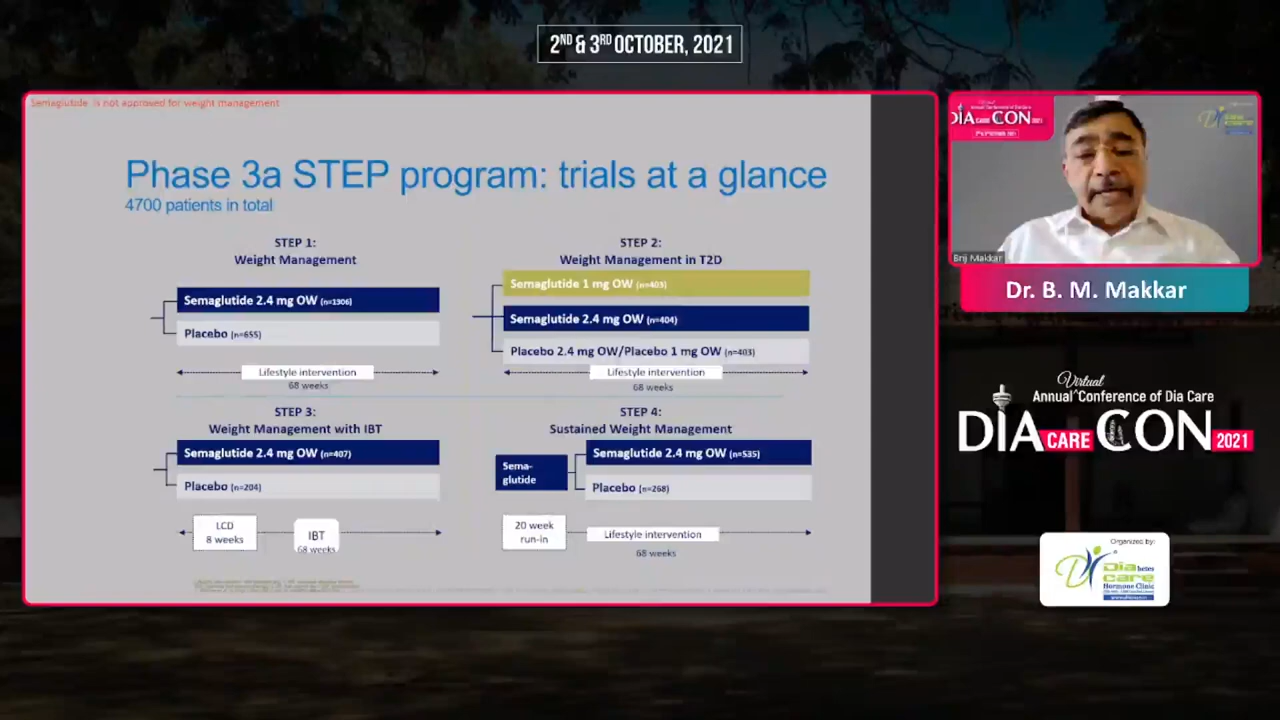 2ND & 3RD OCTOBER, 2021
Semaglutide is not approved for weight management
Phase 3a STEP program: trials at a glance
4700 patients in total
STEP 1:
Weight Management
Semaglutide 2.4 mg OW (n=1306)
Placebo (n=655)
Lifestyle intervention
68 weeks
STEP 2:
Weight Management in T2D
Semaglutide 1 mg OW (n=403)
Semaglutide 2.4 mg OW (n=404)
Placebo 2.4 mg OW/Placebo 1 mg OW (n=403)
Lifestyle intervention
68 weeks
STEP 3:
Weight Management with IBT
Semaglutide 2.4 mg OW (n=407)
Placebo (n=204)
LCD
8 weeks
IBT
68 weeks
STEP 4:
Sustained Weight Management
Sema-
glutide
Semaglutide 2.4 mg OW (n=535)
Placebo (n=268)
20 week
run-in
Lifestyle intervention
68 weeks
DIA CARE CON 2021
Brij Makkar
Dr. B. M. Makkar
Virtual
Annual ^ Conference of Dia Care
DIA CARE CON 2021
Organized by:
Diabetes
care
Hormone Clinic